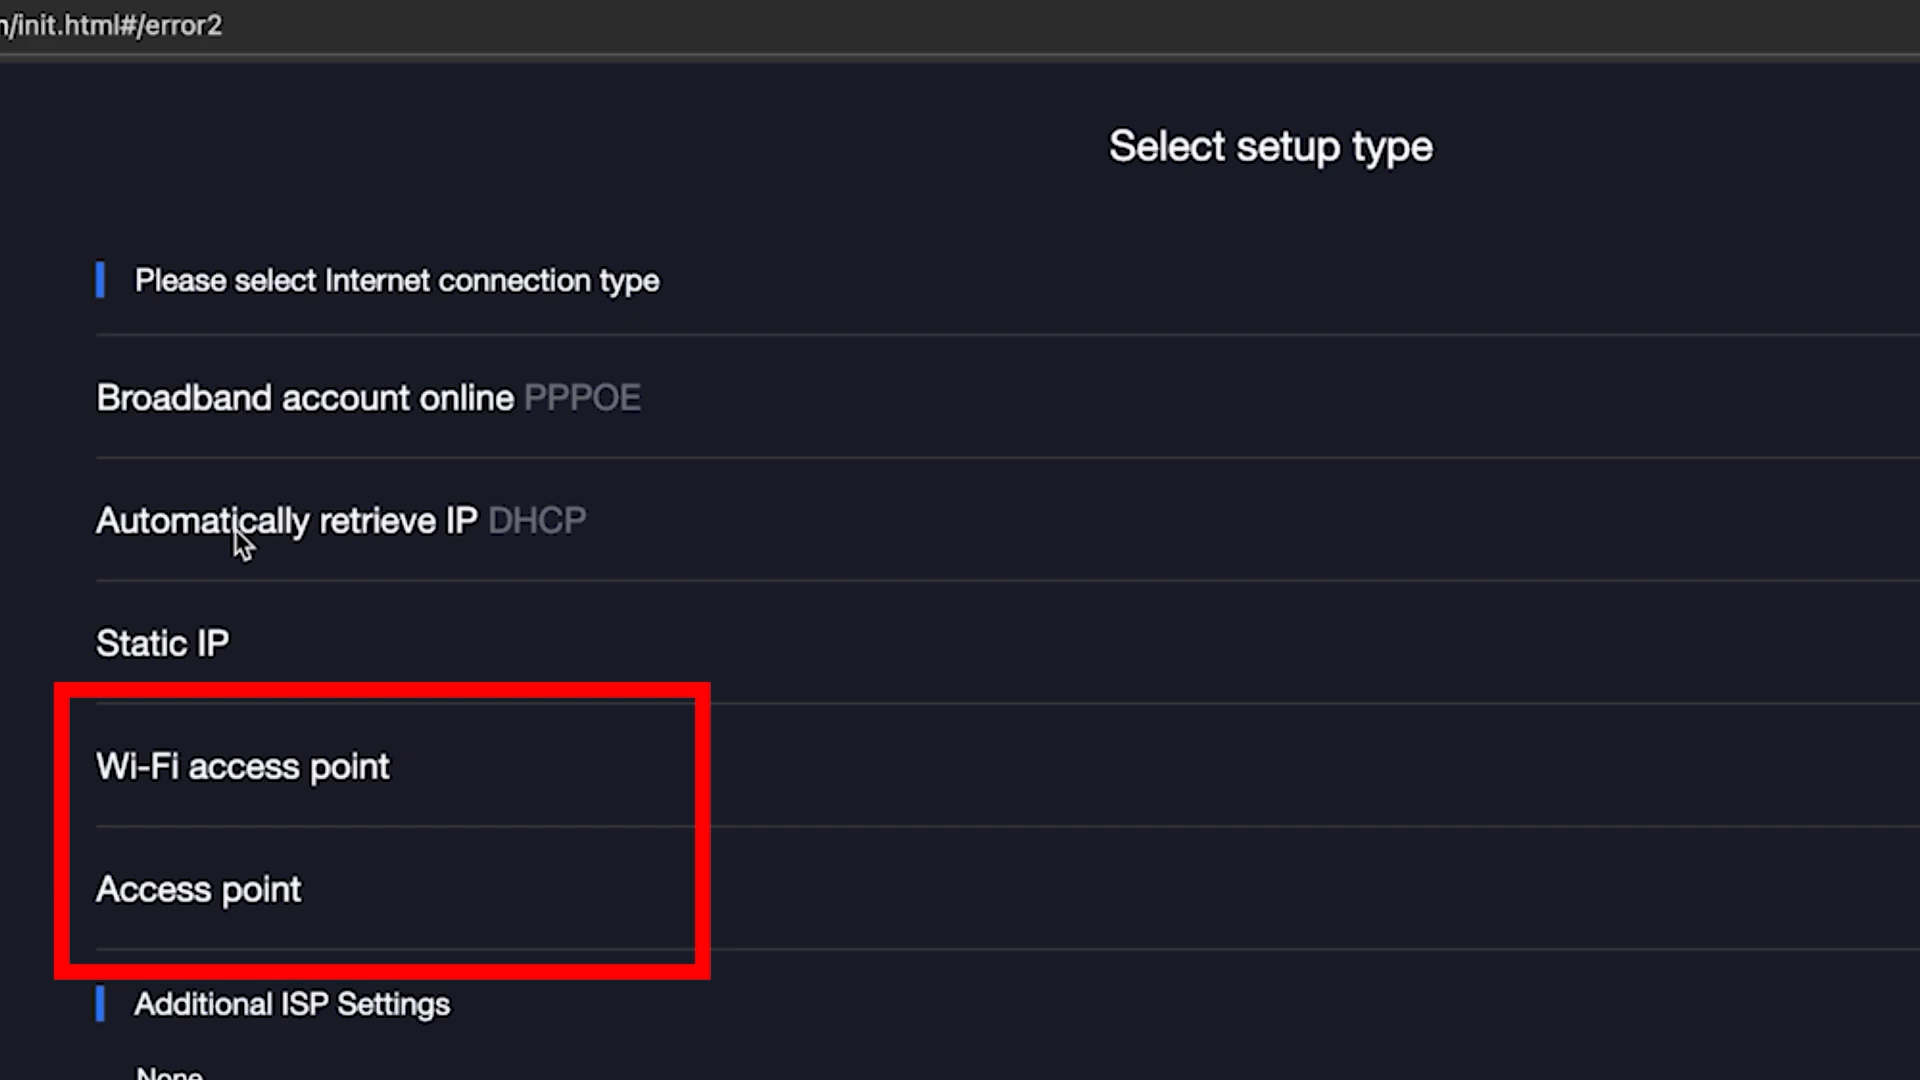 /init.html#/error2
Select setup type
Please select Internet connection type
Broadband account online PPPOE
Automatically retrieve IP DHCP
Static IP
Wi-Fi access point
Access point
Additional ISP Settings
None